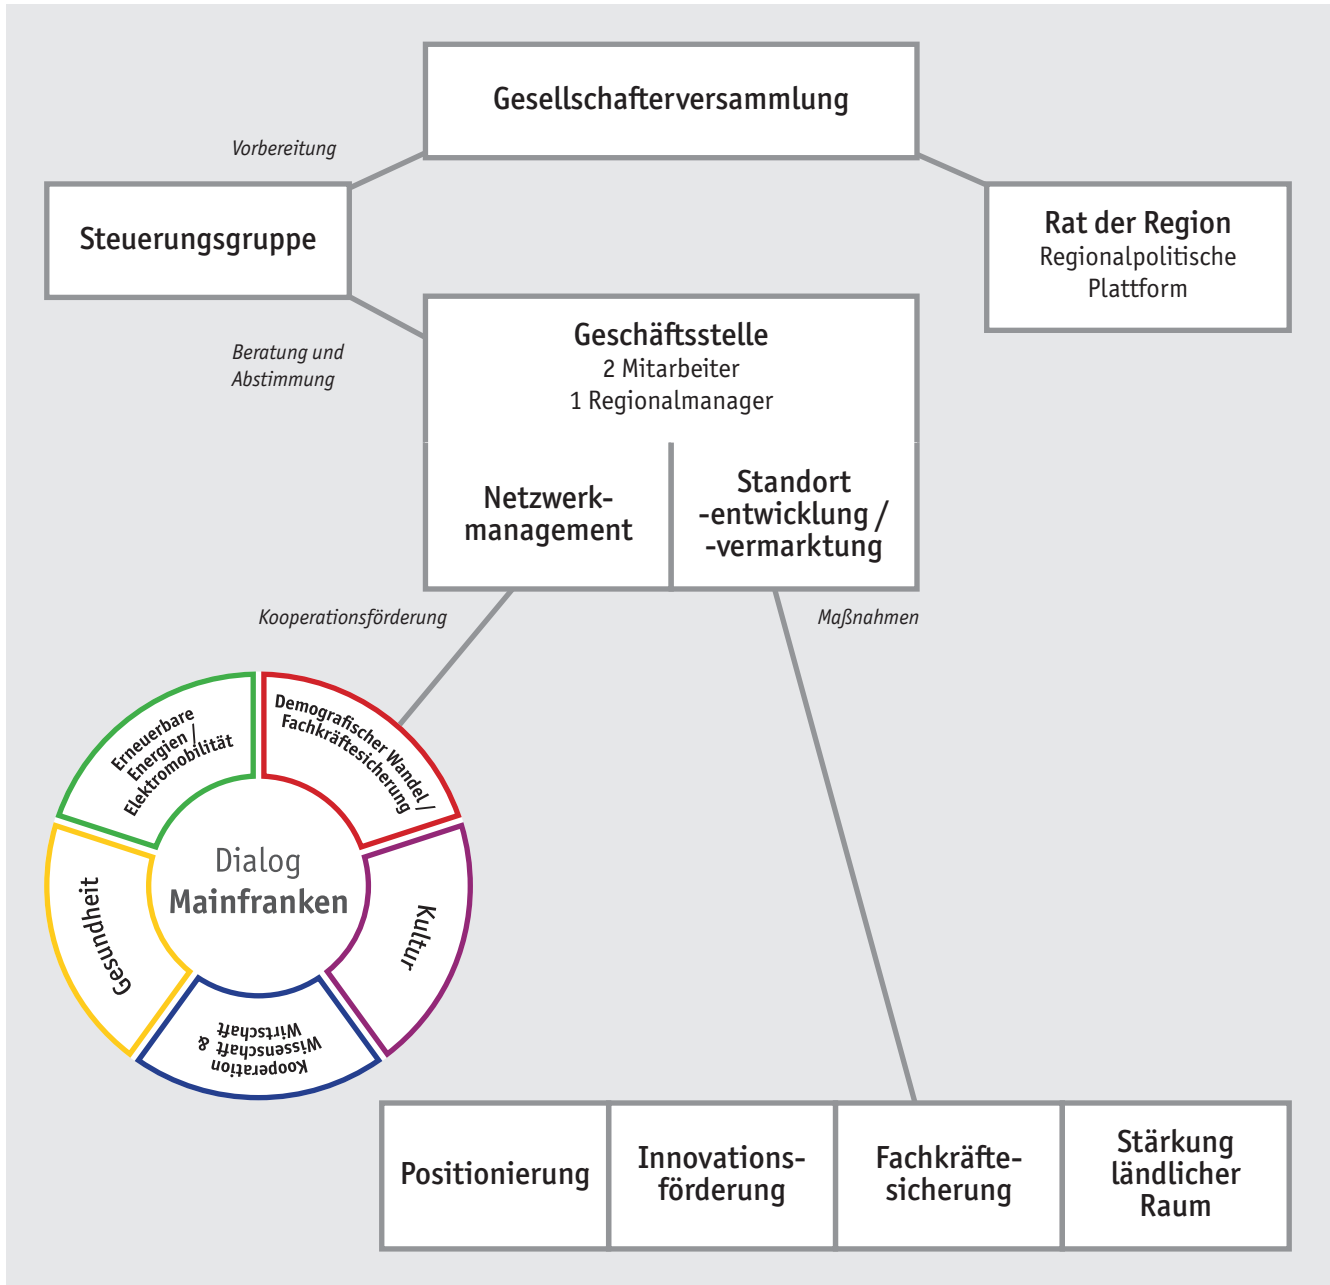 Gesellschafterversammlung
Vorbereitung
Steuerungsgruppe
Rat der Region
Regionalpolitische
Plattform
Beratung und
Abstimmung
Geschäftsstelle
2 Mitarbeiter
1 Regionalmanager
Netzwerk-
management
Standort
-entwicklung /
-vermarktung
Kooperationsförderung
Maßnahmen
Erneuerbare
Energien /
Elektromobilität
Demografischer Wandel /
Fachkräftesicherung
Dialog
Mainfranken
Gesundheit
Kultur
Kooperation
Wissenschaft &
Wirtschaft
Positionierung
Innovations-
förderung
Fachkräfte-
sicherung
Stärkung
ländlicher
Raum